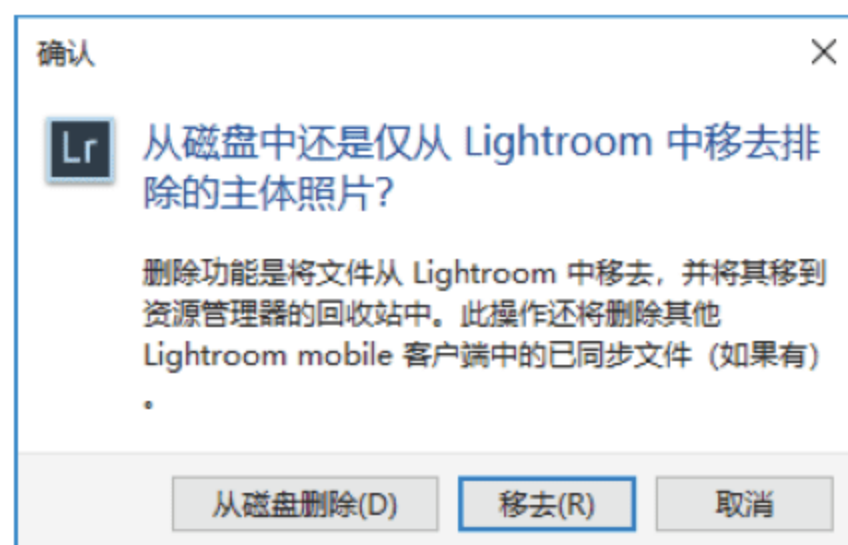 确认
Lr
从磁盘中还是仅从 Lightroom 中移去排
除的主体照片?
删除功能是将文件从 Lightroom 中移去，并将其移到
资源管理器的回收站中。此操作还将删除其他
Lightroom mobile 客户端中的已同步文件（如果有）
。
从磁盘删除(D) 移去(R) 取消